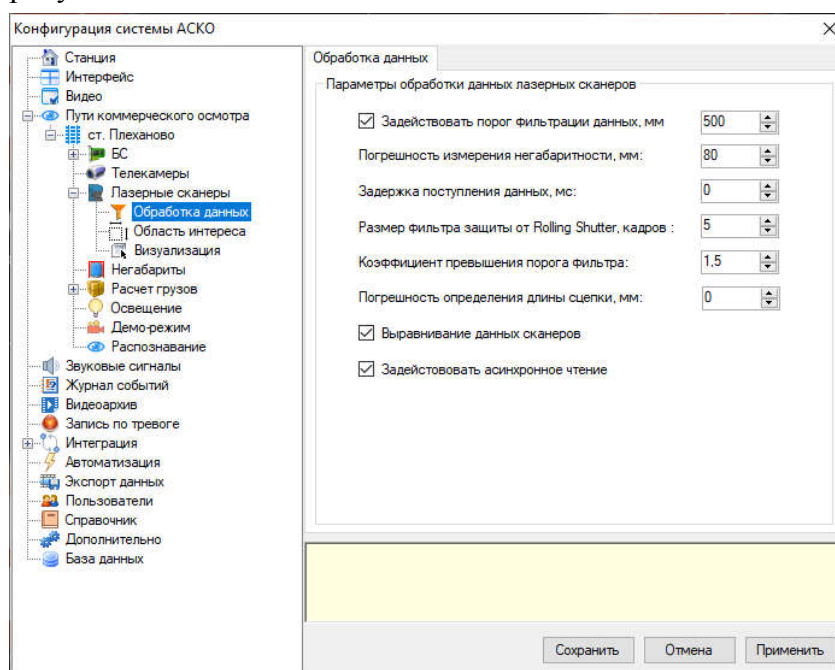 Конфигурация системы АСКО
Станция
Интерфейс
Видео
Пути коммерческого осмотра
ст. Плеханово
БС
Телекамеры
Лазерные сканеры
Обработка данных
Область интереса
Визуализация
Негабариты
Расчет грузов
Освещение
Демо-режим
Распознавание
Звуковые сигналы
Журнал событий
Видеоархив
Запись по тревоге
Интеграция
Автоматизация
Экспорт данных
Пользователи
Справочник
Дополнительно
База данных
Обработка данных
Параметры обработки данных лазерных сканеров
Задействовать порог фильтрации данных, мм 500
Погрешность измерения негабаритности, мм: 80
Задержка поступления данных, мс: 0
Размер фильтра защиты от Rolling Shutter, кадров : 5
Коэффициент превышения порога фильтра: 1,5
Погрешность определения длины сцепки, мм: 0
Выравнивание данных сканеров
Задейстововать асинхронное чтение
Сохранить Отмена Применить